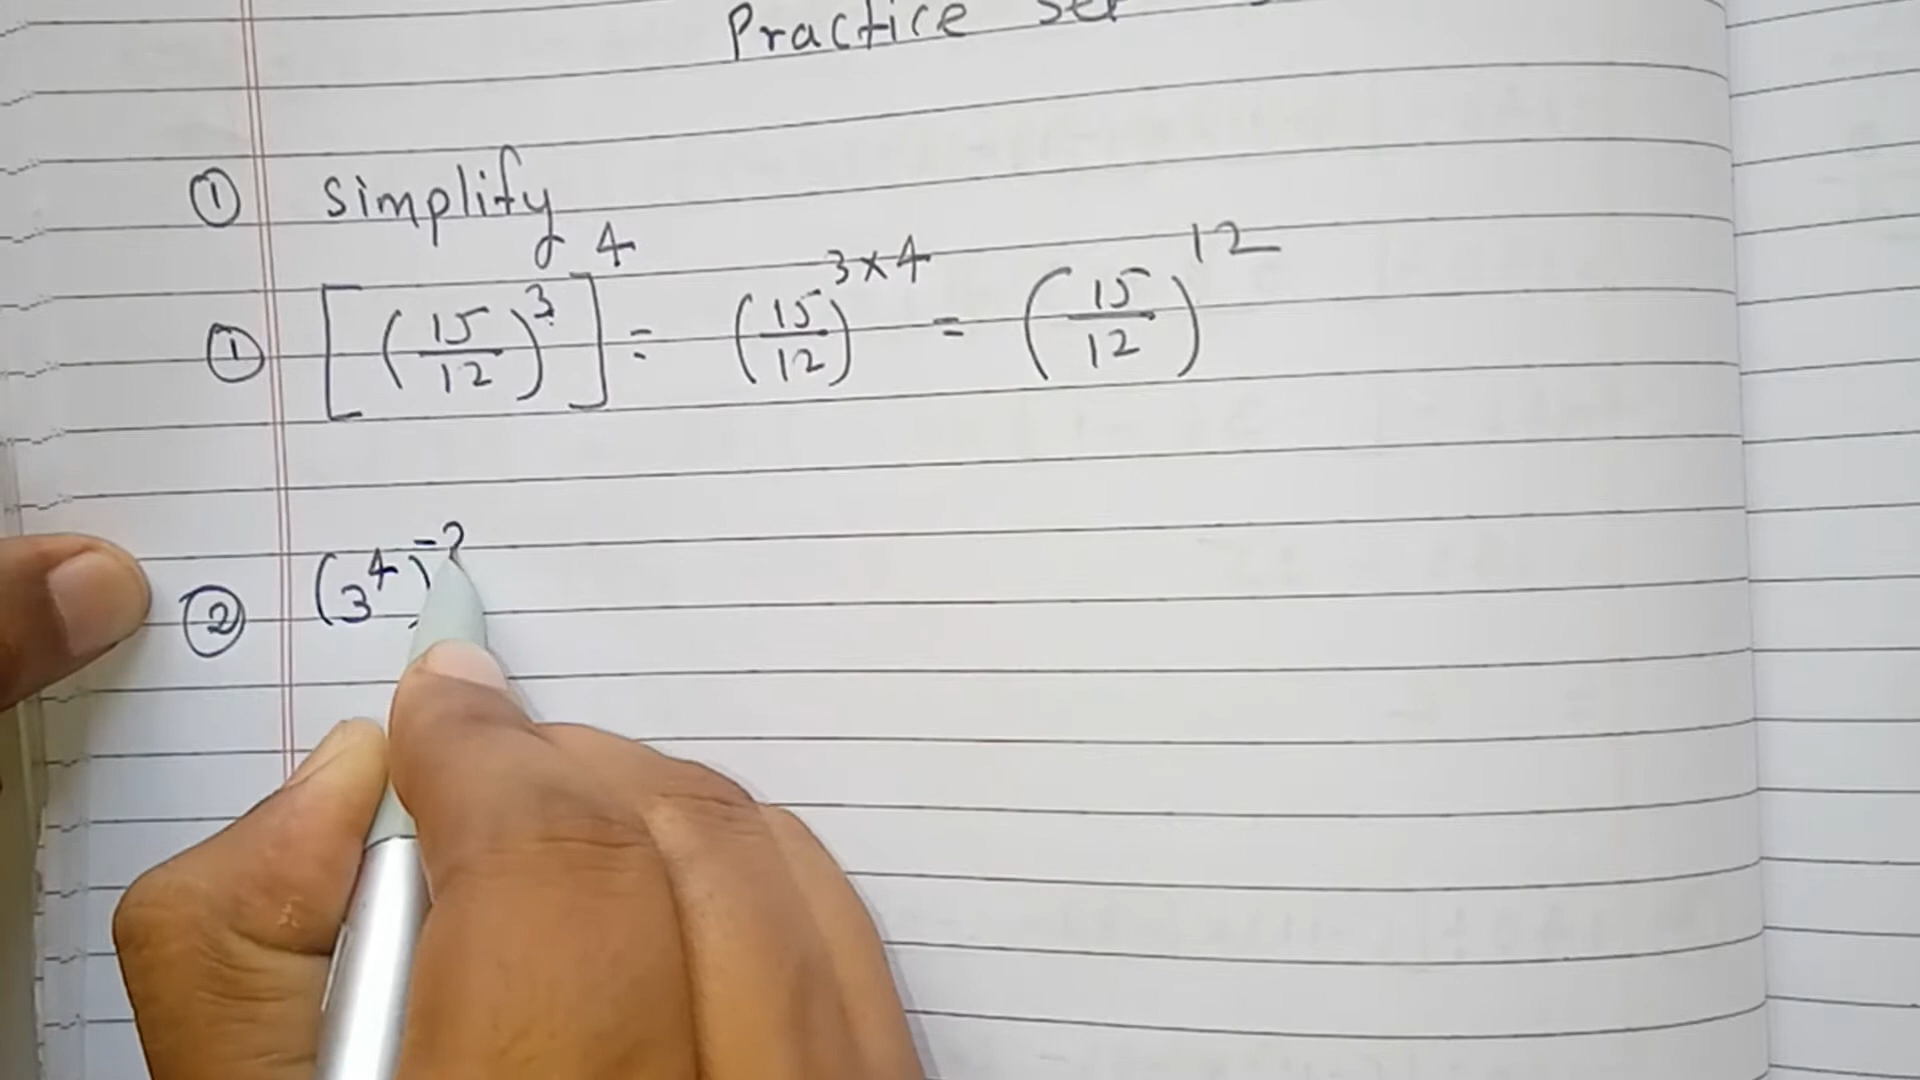 Practice Set
① Simplify
① [(15/12)^3]^4 = (15/12)^3×4 = (15/12)^12
② (3^4)^-2